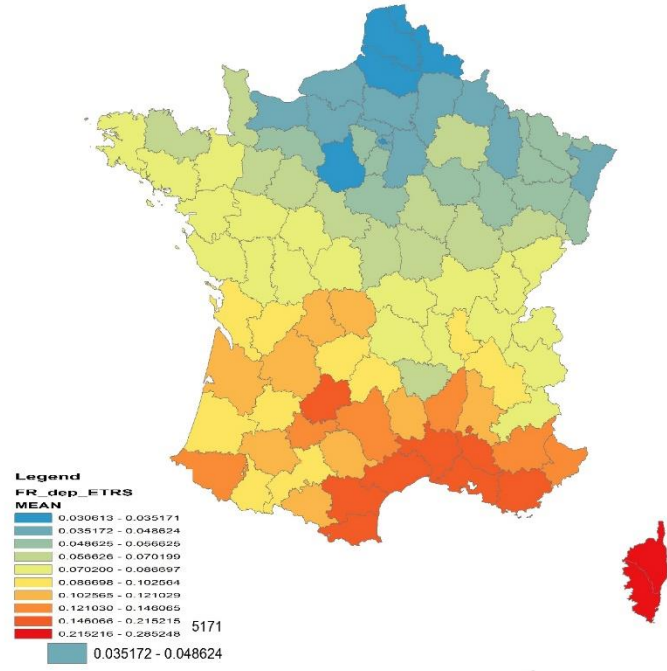 Legend
FR_dep_ETRS
MEAN
0.030613 - 0.035171
0.035172 - 0.048624
0.048625 - 0.056625
0.056626 - 0.070199
0.070200 - 0.086697
0.086698 - 0.102564
0.102565 - 0.121029
0.121030 - 0.146065
0.146066 - 0.215215
0.215216 - 0.285248
5171
0.035172 - 0.048624